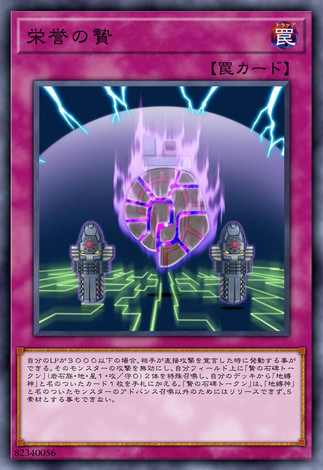 栄誉の贄
トラップ
罠
【罠カード】
自分のLPが3000以下の場合、相手が直接攻撃を宣言した時に発動する事が
できる。そのモンスターの攻撃を無効にし、自分フィールド上に「贄の石碑トー
クン」(岩石族・地・星1・攻/守0)2体を特殊召喚し、自分のデッキから「地縛
神」と名のついたカード1枚を手札に加える。「贄の石碑トークン」は、「地縛神」
と名のついたモンスターのアドバンス召喚以外のためにはリリースできず、S
素材とする事もできない。
82340056